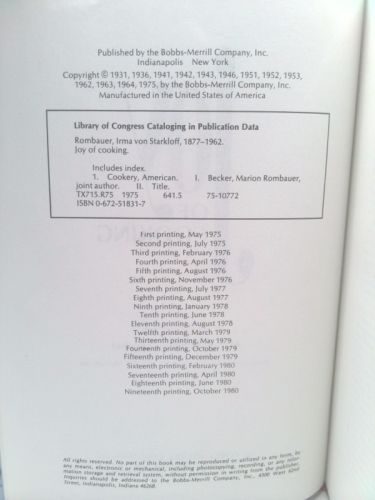 Published by the Bobbs-Merrill Company, Inc.
Indianapolis New York
Copyright © 1931, 1936, 1941, 1942, 1943, 1946, 1951, 1952, 1953,
1962, 1963, 1964, 1975, by the Bobbs-Merrill Company, Inc.
Manufactured in the United States of America
Library of Congress Cataloging in Publication Data
Rombauer, Irma von Starkloff, 1877–1962.
Joy of cooking.
Includes index.
1. Cookery, American. I. Becker, Marion Rombauer,
joint author. II. Title.
TX715.R75 1975 641.5 75-10772
ISBN 0-672-51831-7
First printing, May 1975
Second printing, July 1975
Third printing, February 1976
Fourth printing, April 1976
Fifth printing, August 1976
Sixth printing, November 1976
Seventh printing, July 1977
Eighth printing, August 1977
Ninth printing, January 1978
Tenth printing, June 1978
Eleventh printing, August 1978
Twelfth printing, March 1979
Thirteenth printing, May 1979
Fourteenth printing, October 1979
Fifteenth printing, December 1979
Sixteenth printing, February 1980
Seventeenth printing, April 1980
Eighteenth printing, June 1980
Nineteenth printing, October 1980
All rights reserved. No part of this book may be reproduced or utilized in any form, by
any means, electronic or mechanical, including photocopying, recording, or any infor-
mation storage and retrieval system, without permission in writing from the publisher.
Inquiries should be addressed to the Bobbs-Merrill Company, Inc., 4300 West 62nd
Street, Indianapolis, Indiana 46268.